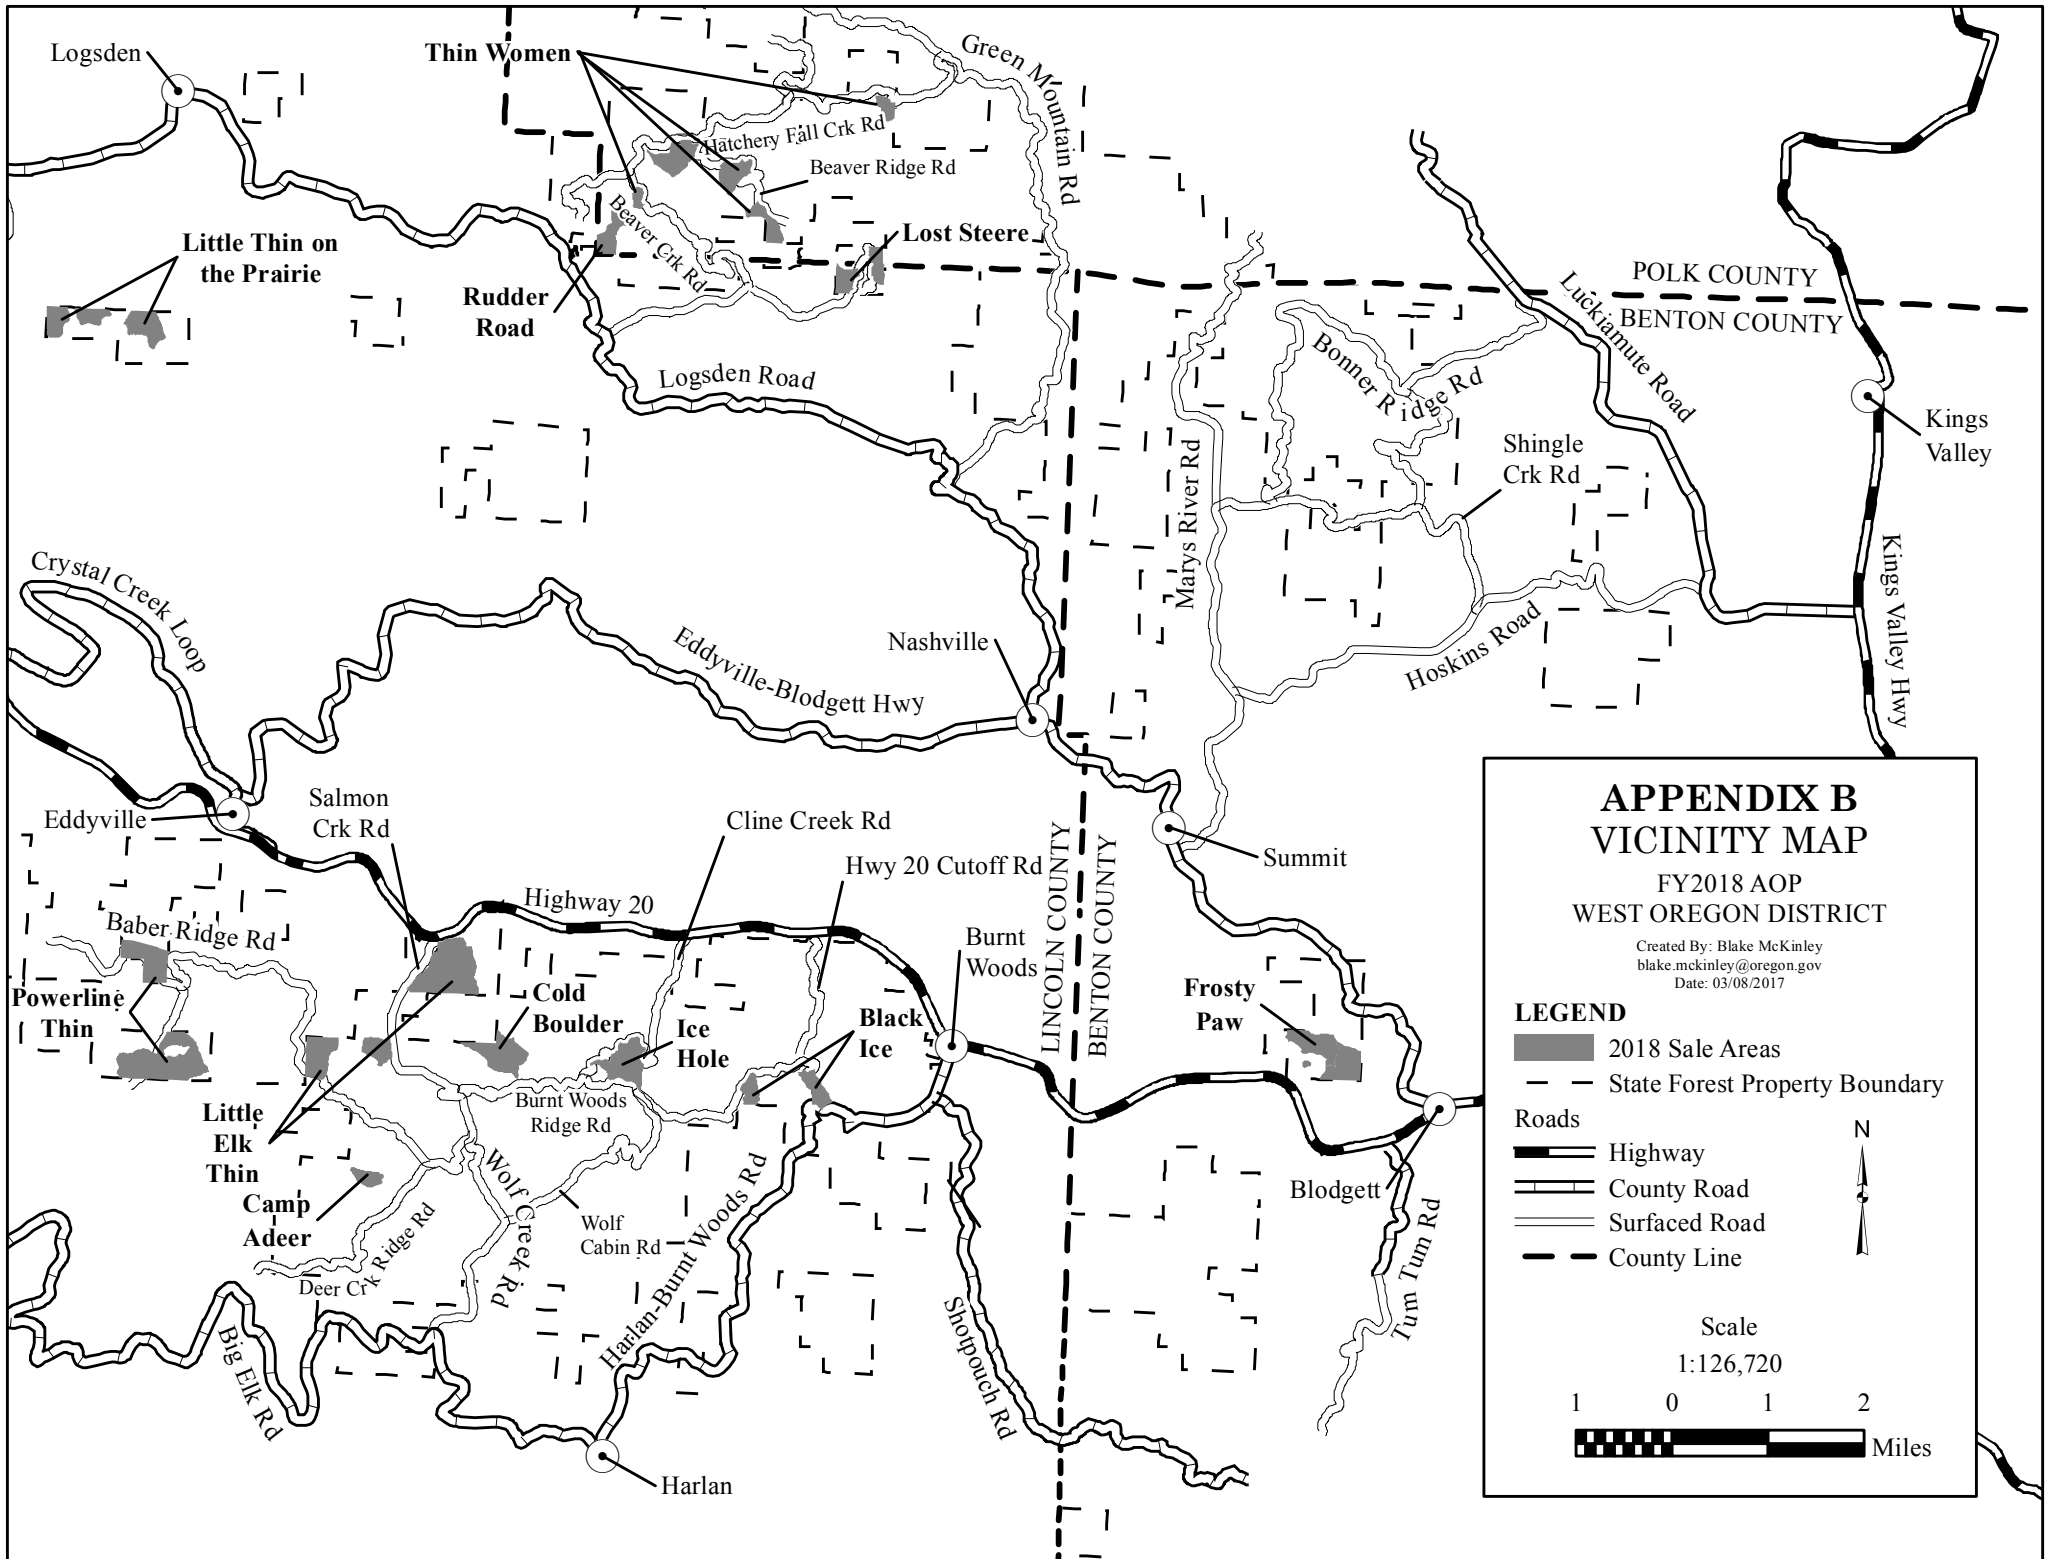 Logsden
Thin Women
Green Mountain Rd
Hatchery Fall Crk Rd
Beaver Ridge Rd
Beaver Crk Rd
Little Thin on
the Prairie
Lost Steere
Rudder
Road
POLK COUNTY
BENTON COUNTY
Luckiamute Road
Logsden Road
Bonner Ridge Rd
Kings
Valley
Shingle
Crk Rd
Marys River Rd
Crystal Creek Loop
Kings Valley Hwy
Nashville
Eddyville-Blodgett Hwy
Hoskins Road
Eddyville
Salmon
Crk Rd
Cline Creek Rd
Hwy 20 Cutoff Rd
LINCOLN COUNTY
BENTON COUNTY
Summit
Highway 20
Baber Ridge Rd
Burnt
Woods
Powerline
Thin
Cold
Boulder
Ice
Hole
Black
Ice
Frosty
Paw
Little
Elk
Thin
Burnt Woods
Ridge Rd
Camp
Adeer
Wolf Creek Rd
Wolf
Cabin Rd
Deer Crk Ridge Rd
Harlan-Burnt Woods Rd
Blodgett
Tum Tum Rd
Big Elk Rd
Shotpouch Rd
Harlan
APPENDIX B
VICINITY MAP
FY2018 AOP
WEST OREGON DISTRICT
Created By: Blake McKinley
blake.mckinley@oregon.gov
Date: 03/08/2017
LEGEND
2018 Sale Areas
State Forest Property Boundary
Roads
Highway
County Road
Surfaced Road
County Line
N
Scale
1:126,720
1 0 1 2
Miles